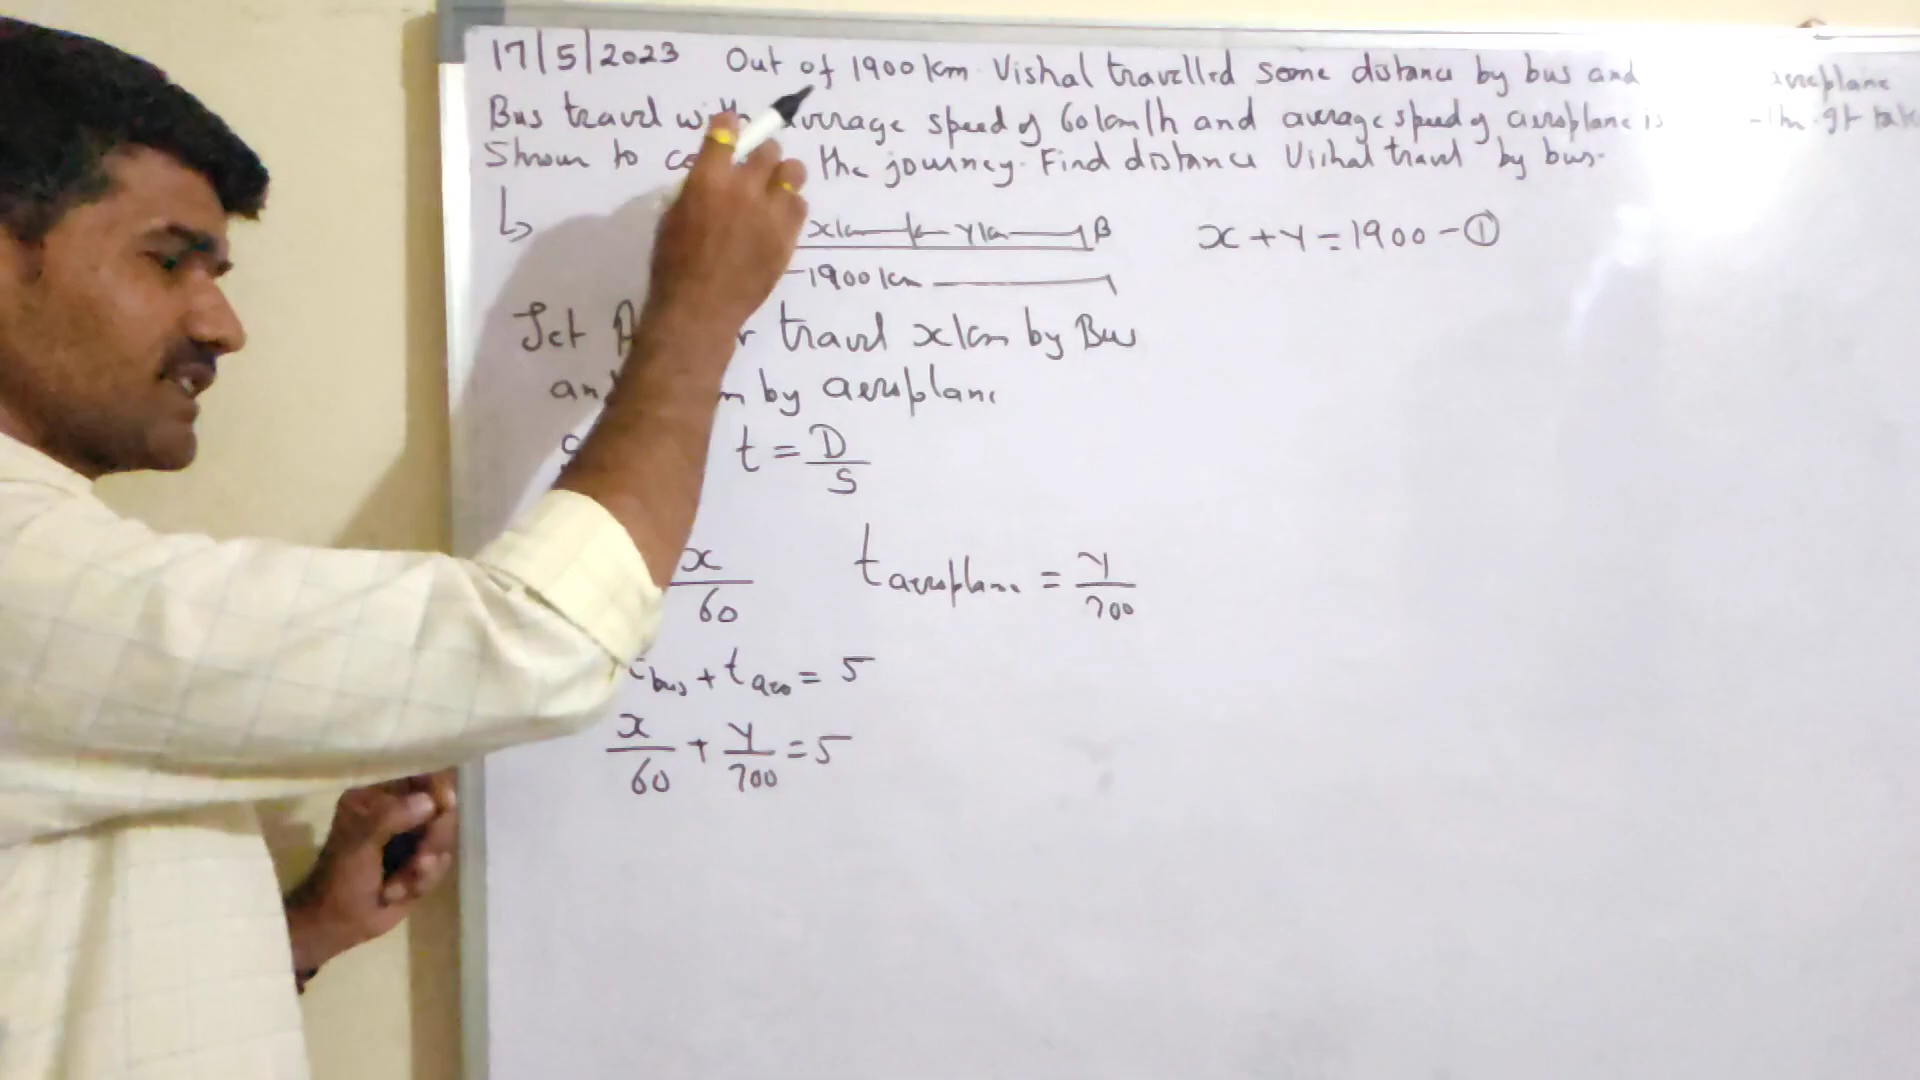 17/5/2023 Out of 1900 km Vishal travelled some distance by bus and aeroplane
Bus travel with average speed of 60 km/h and average speed of aeroplane is
5hour to the journey. Find distance Vishal travel by bus.
x km y km B x + y = 1900 - ①
1900 km
Let travel x km by Bus
by aeroplane
t = D/S
x/60 t aeroplane = y/700
t bus + t aero = 5
x/60 + y/700 = 5